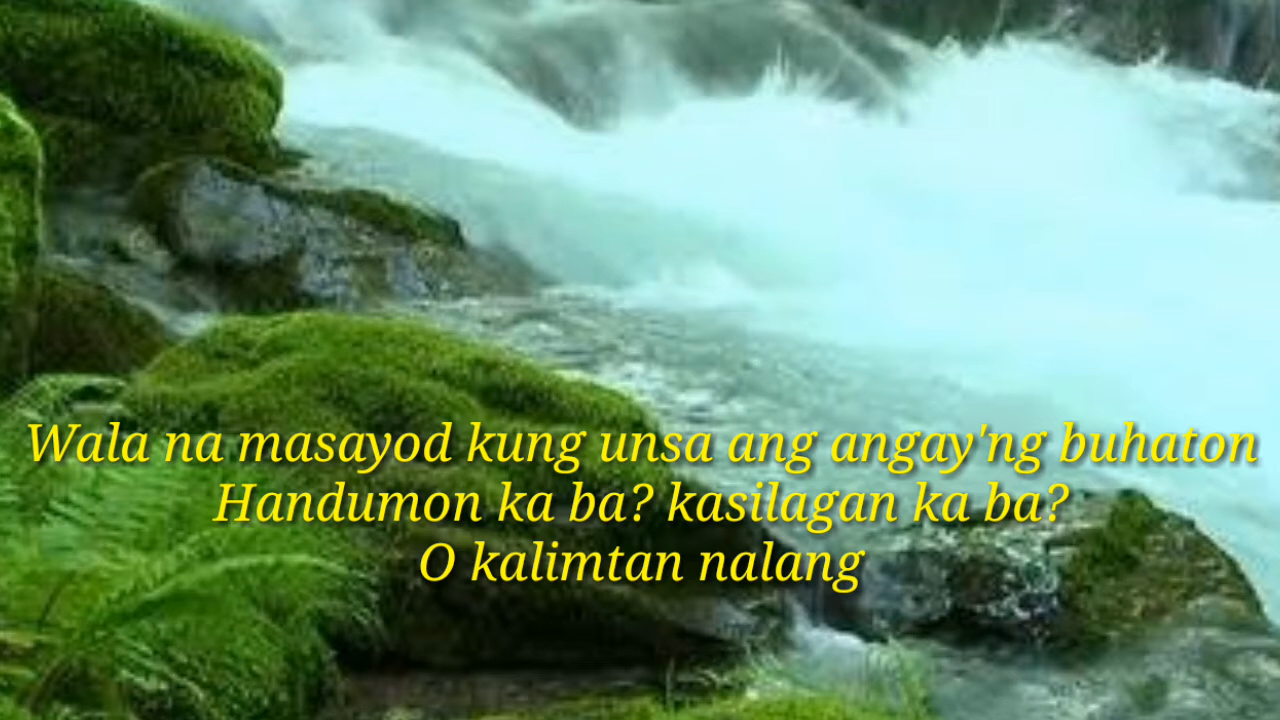 Wala na masayod kung unsa ang angay'ng buhaton
Handumon ka ba? kasilagan ka ba?
O kalimtan nalang